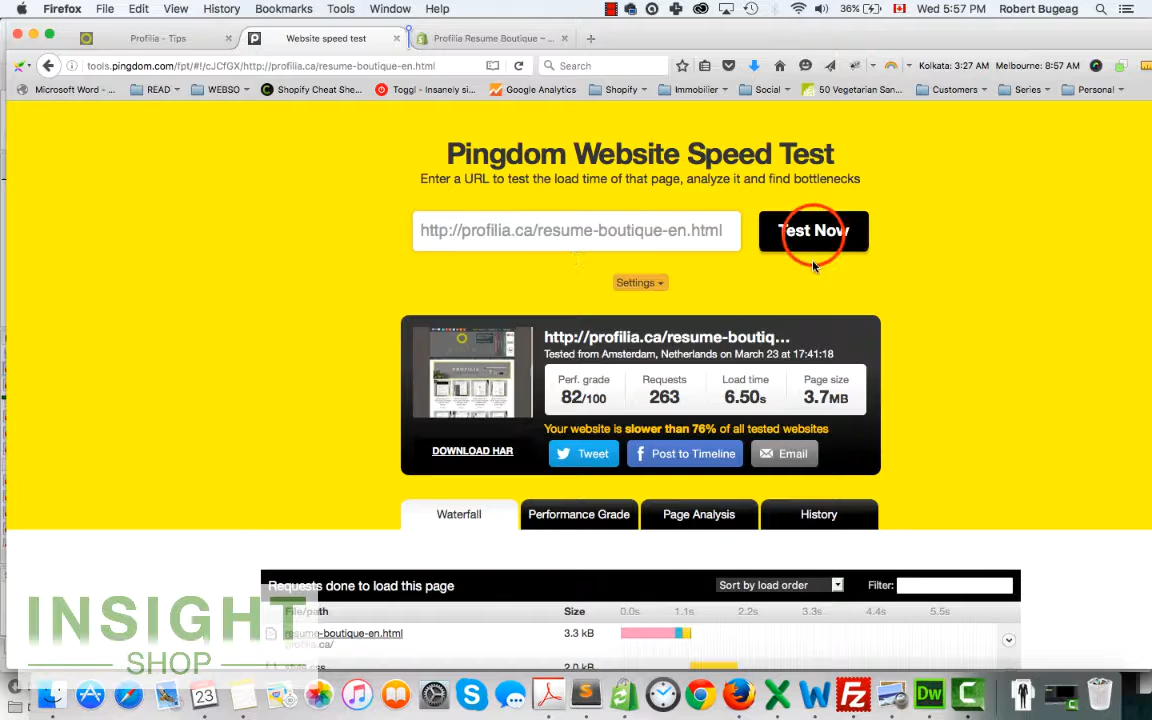 Firefox File Edit View History Bookmarks Tools Window Help 36% Wed 5:57 PM Robert Bugeag
Profilia - Tips Website speed test Profilia Resume Boutique – ...
tools.pingdom.com/fpt/#!/cJCfGX/http://profilia.ca/resume-boutique-en.html Search Kolkata: 3:27 AM Melbourne: 8:57 AM
Microsoft Word - ... READ WEBSO Shopify Cheat She... Toggl - Insanely si... Google Analytics Shopify Immobilier Social 50 Vegetarian San... Customers Series Personal
Pingdom Website Speed Test
Enter a URL to test the load time of that page, analyze it and find bottlenecks
http://profilia.ca/resume-boutique-en.html Test Now
Settings
http://profilia.ca/resume-boutiq...
Tested from Amsterdam, Netherlands on March 23 at 17:41:18
Perf. grade Requests Load time Page size
82/100 263 6.50s 3.7MB
Your website is slower than 76% of all tested websites
DOWNLOAD HAR Tweet Post to Timeline Email
Waterfall Performance Grade Page Analysis History
Requests done to load this page Sort by load order Filter:
File/path Size 0.0s 1.1s 2.2s 3.3s 4.4s 5.5s
resume-boutique-en.html 3.3 kB
profilia.ca/
2.0 kB
INSIGHT
SHOP
23 Fz Dw